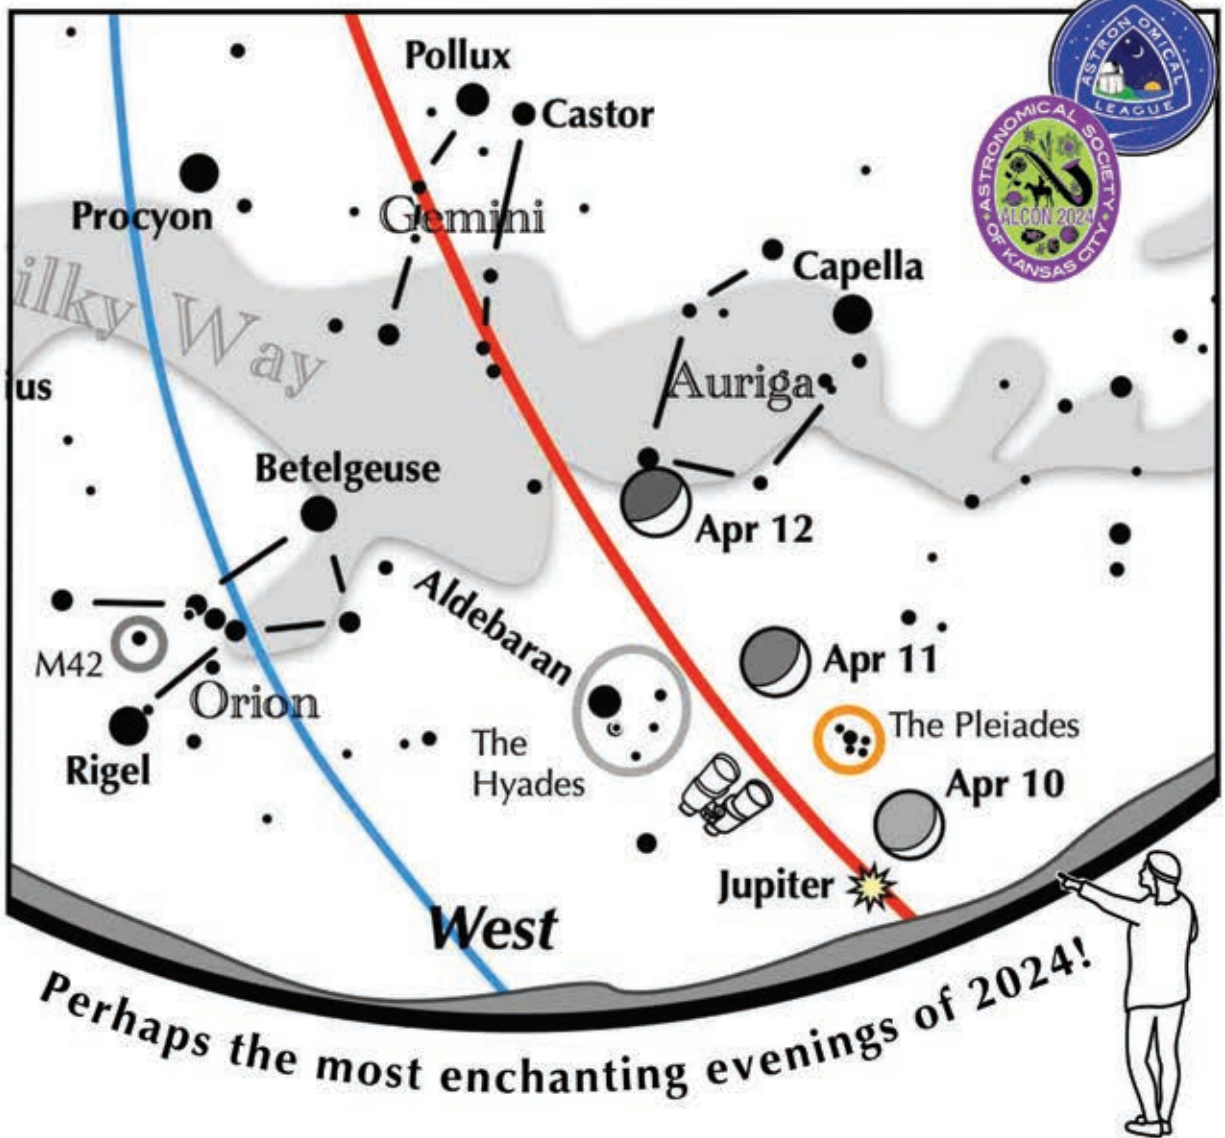 ASTRONOMICAL
LEAGUE
ASTRONOMICAL SOCIETY
OF KANSAS CITY
ALCON 2024
Pollux
Castor
Procyon
Gemini
Capella
ilky Way
Auriga
us
Betelgeuse
Apr 12
Aldebaran
Apr 11
M42
Orion
The Pleiades
Rigel
The
Hyades
Apr 10
Jupiter
West
Perhaps the most enchanting evenings of 2024!